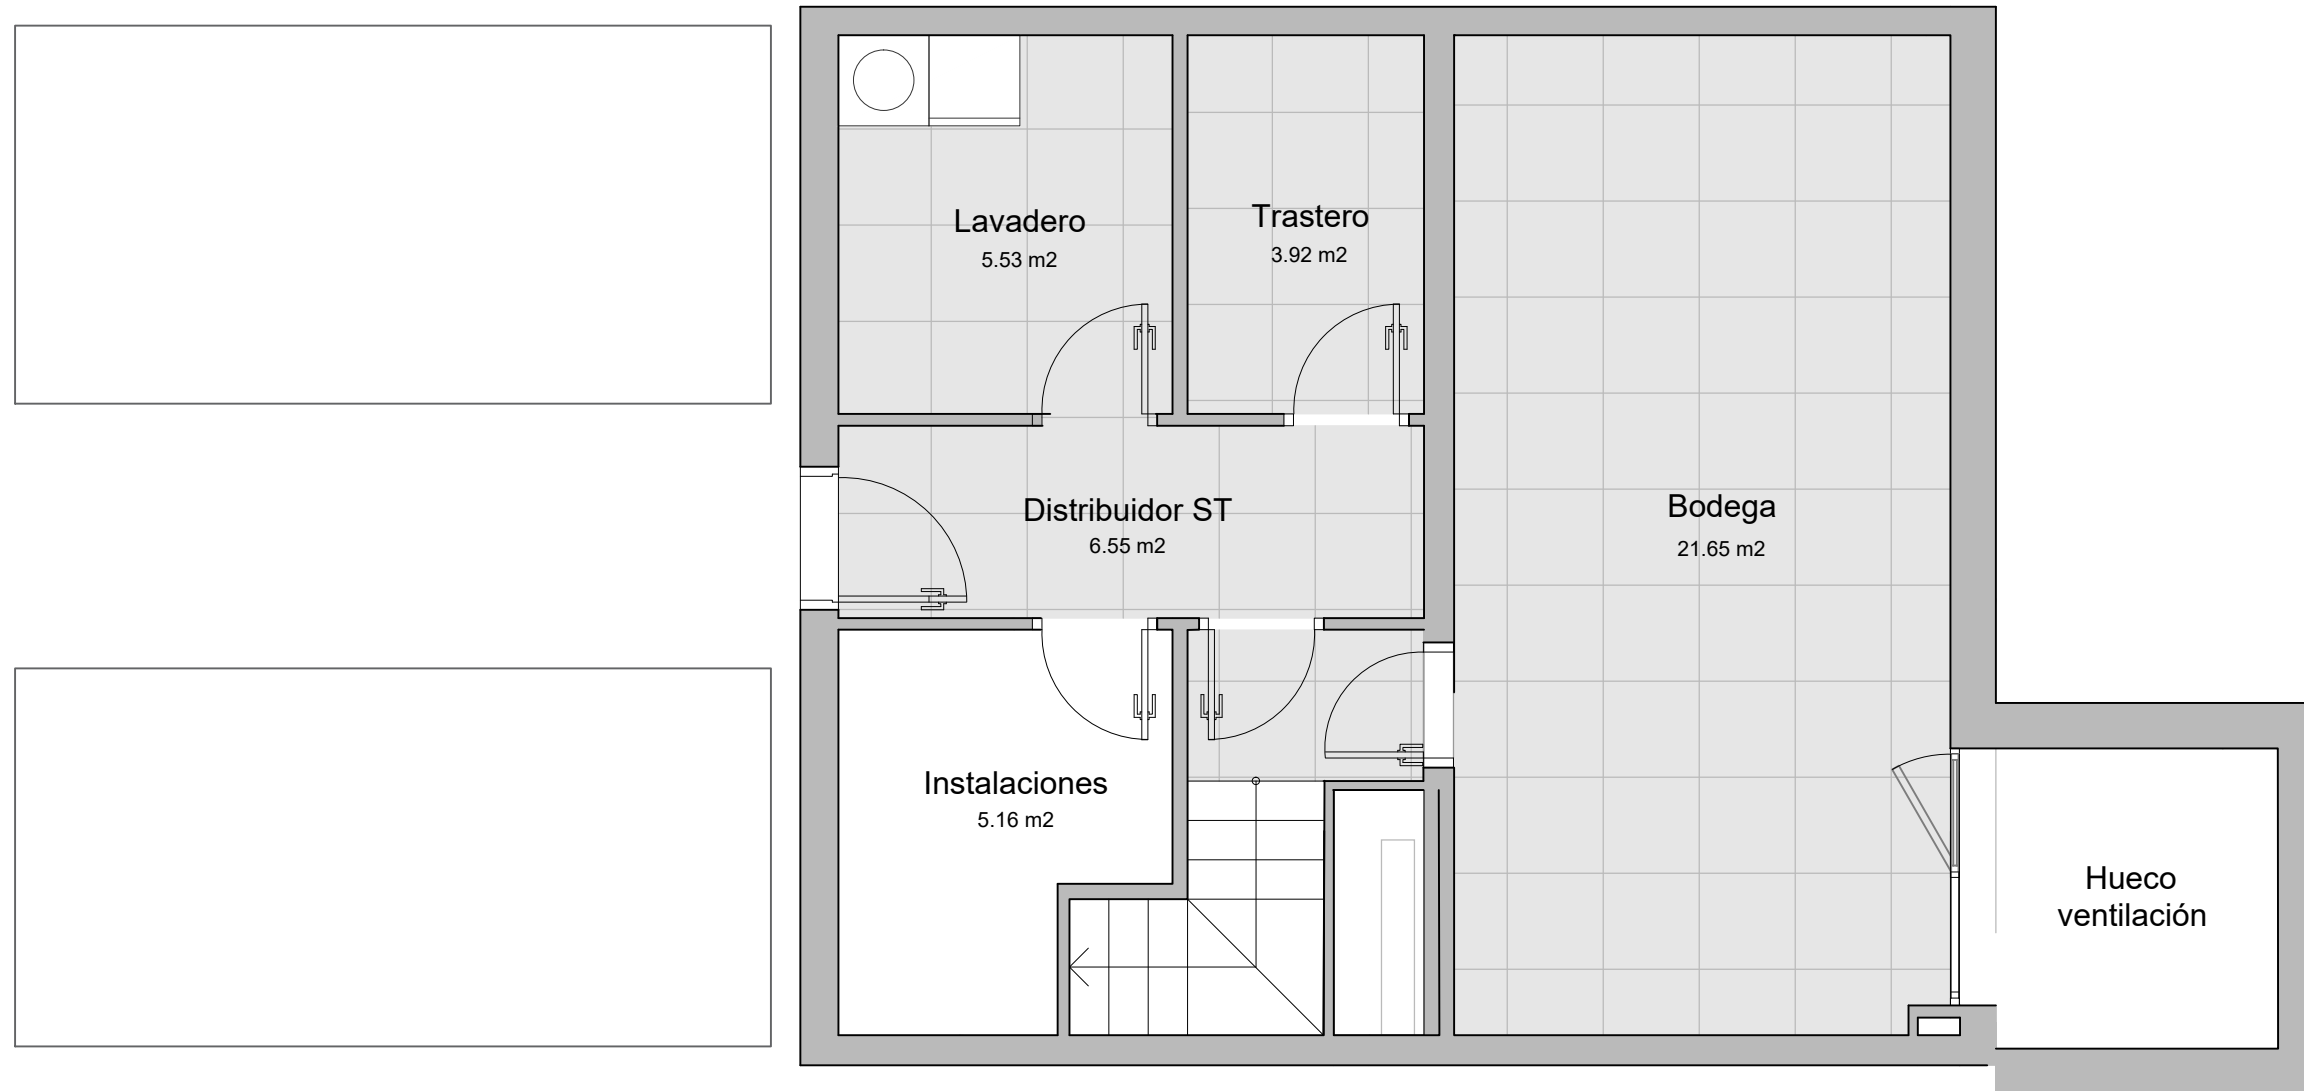 Lavadero
5.53 m2
Trastero
3.92 m2
Distribuidor ST
6.55 m2
Bodega
21.65 m2
Instalaciones
5.16 m2
Hueco
ventilación